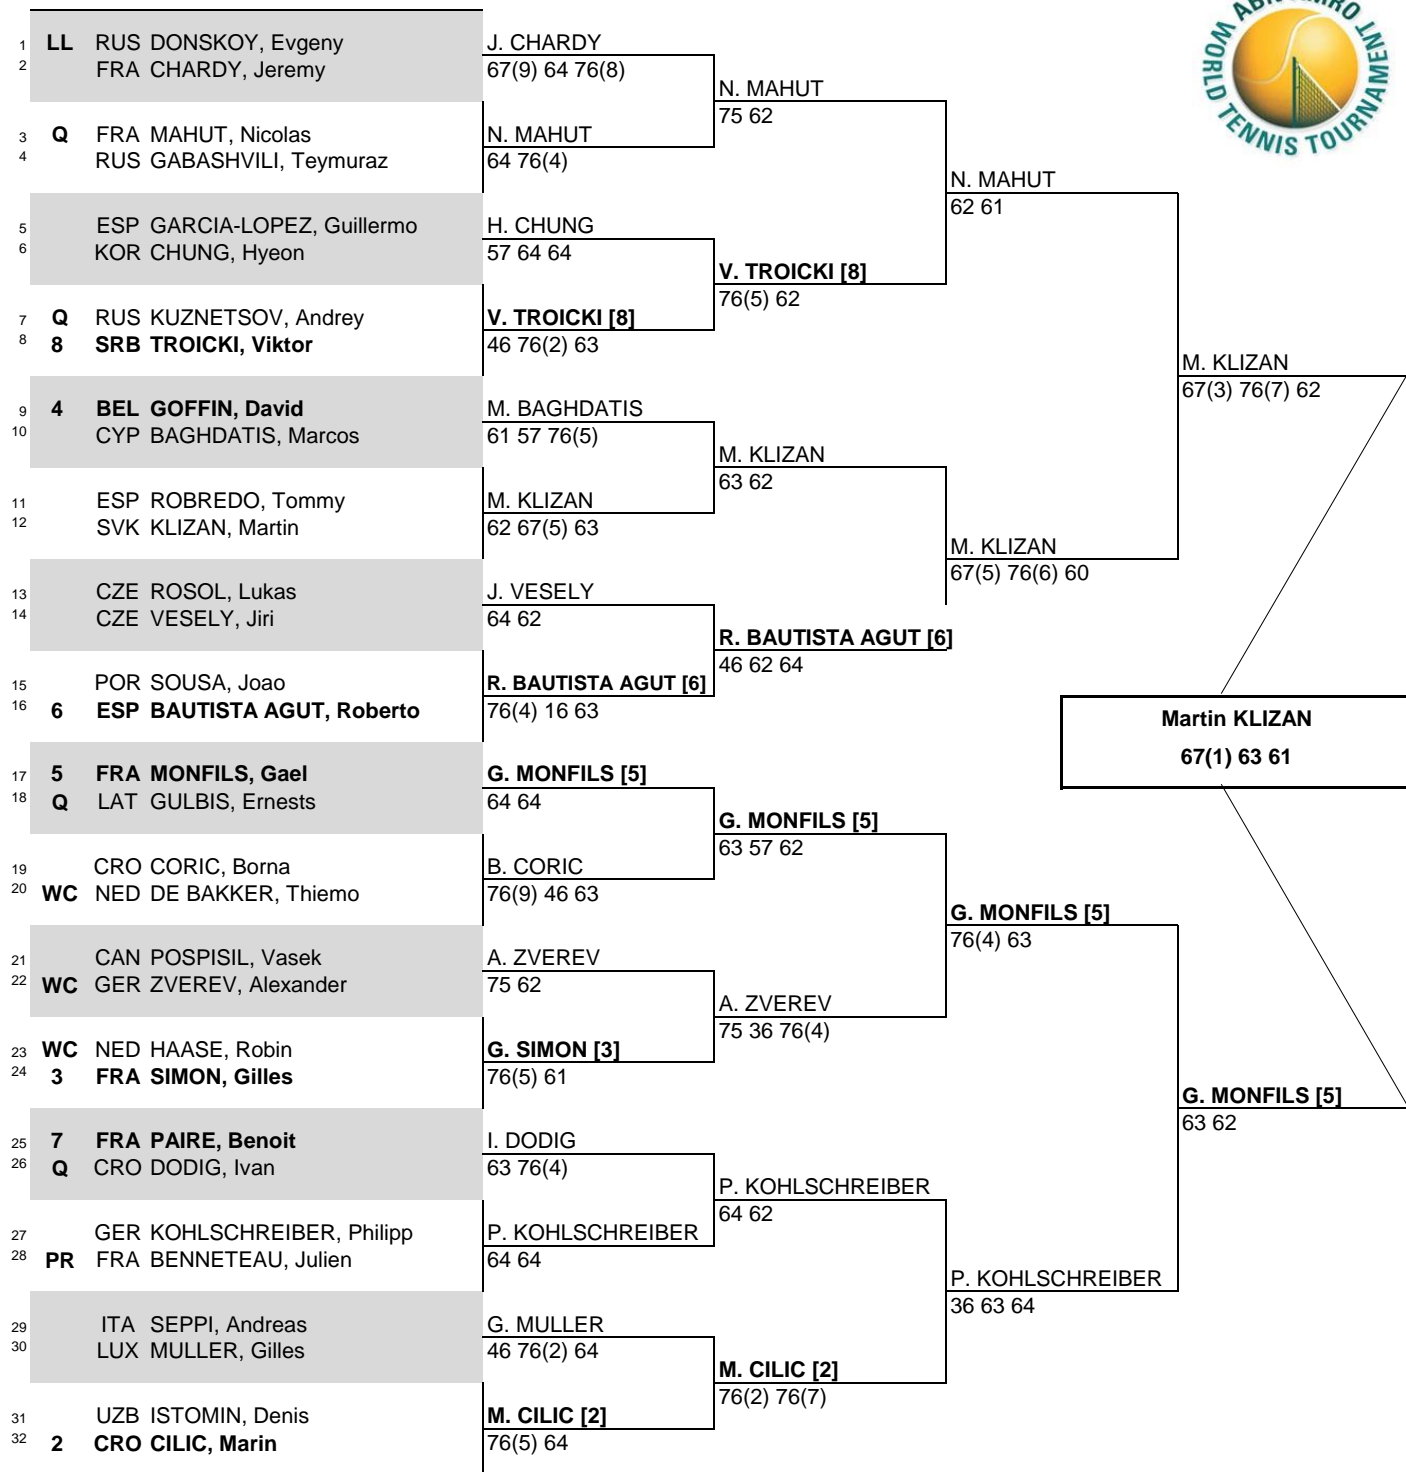 ABN AMRO WORLD TENNIS TOURNAMENT
1 LL RUS DONSKOY, Evgeny
2 FRA CHARDY, Jeremy
3 Q FRA MAHUT, Nicolas
4 RUS GABASHVILI, Teymuraz
5 ESP GARCIA-LOPEZ, Guillermo
6 KOR CHUNG, Hyeon
7 Q RUS KUZNETSOV, Andrey
8 8 SRB TROICKI, Viktor
9 4 BEL GOFFIN, David
10 CYP BAGHDATIS, Marcos
11 ESP ROBREDO, Tommy
12 SVK KLIZAN, Martin
13 CZE ROSOL, Lukas
14 CZE VESELY, Jiri
15 POR SOUSA, Joao
16 6 ESP BAUTISTA AGUT, Roberto
17 5 FRA MONFILS, Gael
18 Q LAT GULBIS, Ernests
19 CRO CORIC, Borna
20 WC NED DE BAKKER, Thiemo
21 CAN POSPISIL, Vasek
22 WC GER ZVEREV, Alexander
23 WC NED HAASE, Robin
24 3 FRA SIMON, Gilles
25 7 FRA PAIRE, Benoit
26 Q CRO DODIG, Ivan
27 GER KOHLSCHREIBER, Philipp
28 PR FRA BENNETEAU, Julien
29 ITA SEPPI, Andreas
30 LUX MULLER, Gilles
31 UZB ISTOMIN, Denis
32 2 CRO CILIC, Marin
J. CHARDY
67(9) 64 76(8)
N. MAHUT
64 76(4)
H. CHUNG
57 64 64
V. TROICKI [8]
46 76(2) 63
M. BAGHDATIS
61 57 76(5)
M. KLIZAN
62 67(5) 63
J. VESELY
64 62
R. BAUTISTA AGUT [6]
76(4) 16 63
G. MONFILS [5]
64 64
B. CORIC
76(9) 46 63
A. ZVEREV
75 62
G. SIMON [3]
76(5) 61
I. DODIG
63 76(4)
P. KOHLSCHREIBER
64 64
G. MULLER
46 76(2) 64
M. CILIC [2]
76(5) 64
N. MAHUT
75 62
V. TROICKI [8]
76(5) 62
M. KLIZAN
63 62
R. BAUTISTA AGUT [6]
46 62 64
G. MONFILS [5]
63 57 62
A. ZVEREV
75 36 76(4)
P. KOHLSCHREIBER
64 62
M. CILIC [2]
76(2) 76(7)
N. MAHUT
62 61
M. KLIZAN
67(5) 76(6) 60
G. MONFILS [5]
76(4) 63
P. KOHLSCHREIBER
36 63 64
M. KLIZAN
67(3) 76(7) 62
G. MONFILS [5]
63 62
Martin KLIZAN
67(1) 63 61